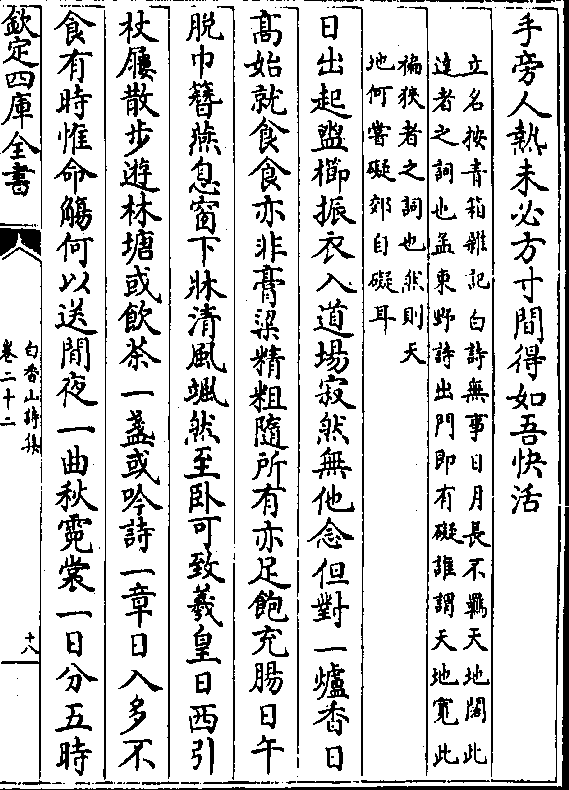 手旁人熱未必方寸間得如吾快活
立名按青箱雜記白詩無事日月長不羈天地闊此
達者之詞也孟東野詩出門即有礙誰謂天地寛此
褊狹者之詞也然則天
地何嘗礙郊自礙耳
日出起盥櫛振衣入道場寂然無他念但對一爐香日
高始就食食亦非膏粱精粗隨所有亦足飽充腸日午
脱巾簪燕息窗下牀清風颯然至卧可致羲皇日西引
杖屨散步遊林塘或飲茶一盞或吟詩一章日入多不
食有時惟命觴何以送閒夜一曲秋霓裳一日分五時
欽定四庫全書
白香山詩集
卷二十二
十八